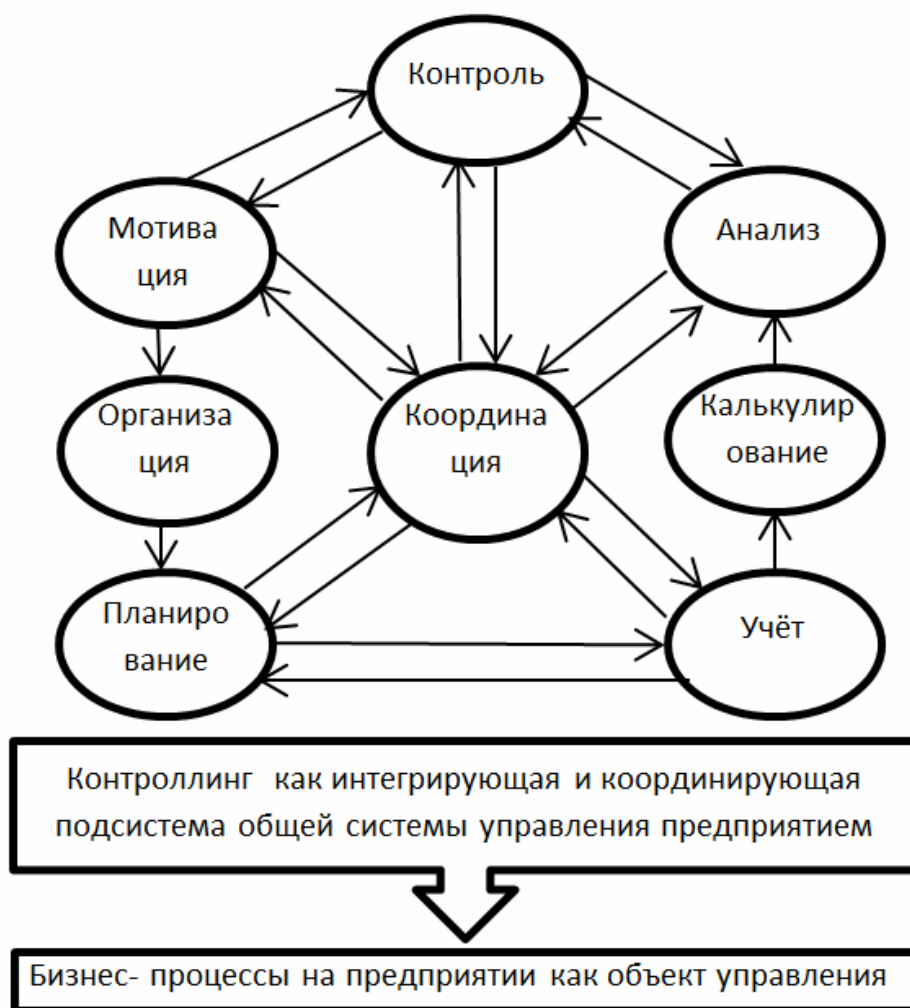 Контроль
Мотива
ция
Анализ
Организа
ция
Координа
ция
Калькулир
ование
Планиро
вание
Учёт
Контроллинг как интегрирующая и координирующая
подсистема общей системы управления предприятием
Бизнес- процессы на предприятии как объект управления